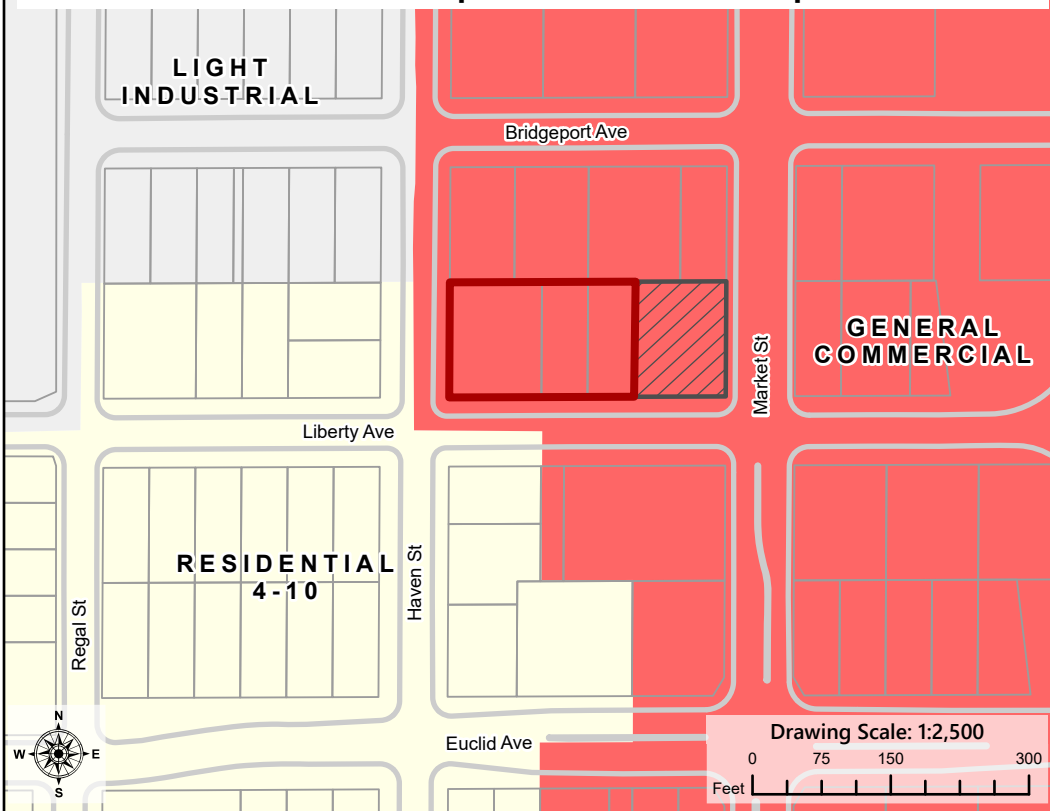 LIGHT
INDUSTRIAL
Bridgeport Ave
GENERAL
COMMERCIAL
Market St
Liberty Ave
RESIDENTIAL
4-10
Haven St
Regal St
Euclid Ave
N
W
E
S
Drawing Scale: 1:2,500
0 75 150 300
Feet